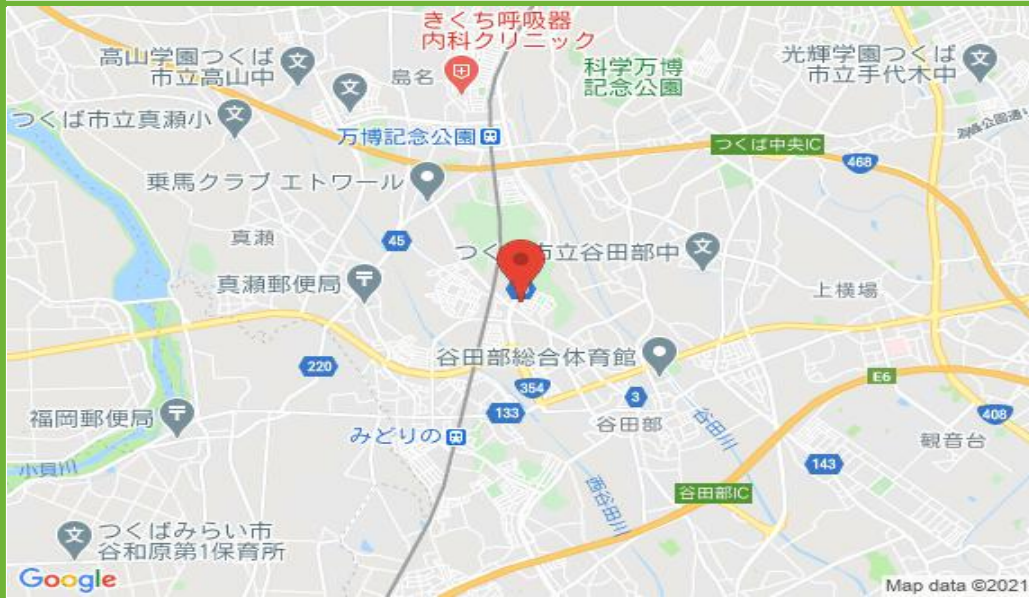 きくち呼吸器
内科クリニック
高山学園つくば
市立高山中
島名
科学万博
記念公園
光輝学園つくば
市立手代木中
つくば市立真瀬小
万博記念公園
つくば中央IC
468
乗馬クラブ エトワール
真瀬
45
市立谷田部中
真瀬郵便局
上横場
220
谷田部総合体育館
E6
354
3
福岡郵便局
133
谷田部
谷田川
408
みどりの
観音台
小貝川
143
西谷田川
谷田部IC
つくばみらい市
谷和原第1保育所
Google
Map data ©2021